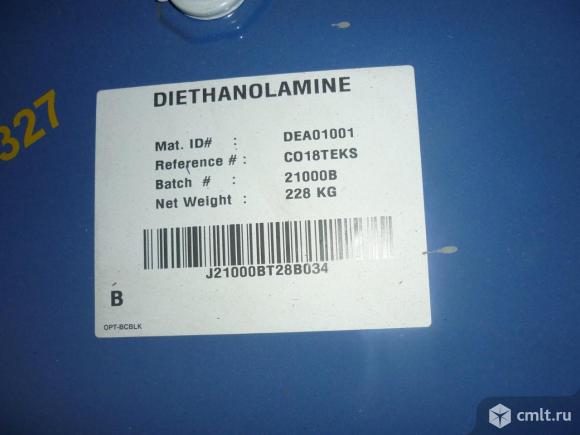 327
DIETHANOLAMINE
Mat. ID# : DEA01001
Reference # : CO18TEKS
Batch # : 21000B
Net Weight : 228 KG
J21000BT28B034
B
OPT-BCBLK
cmlt.ru